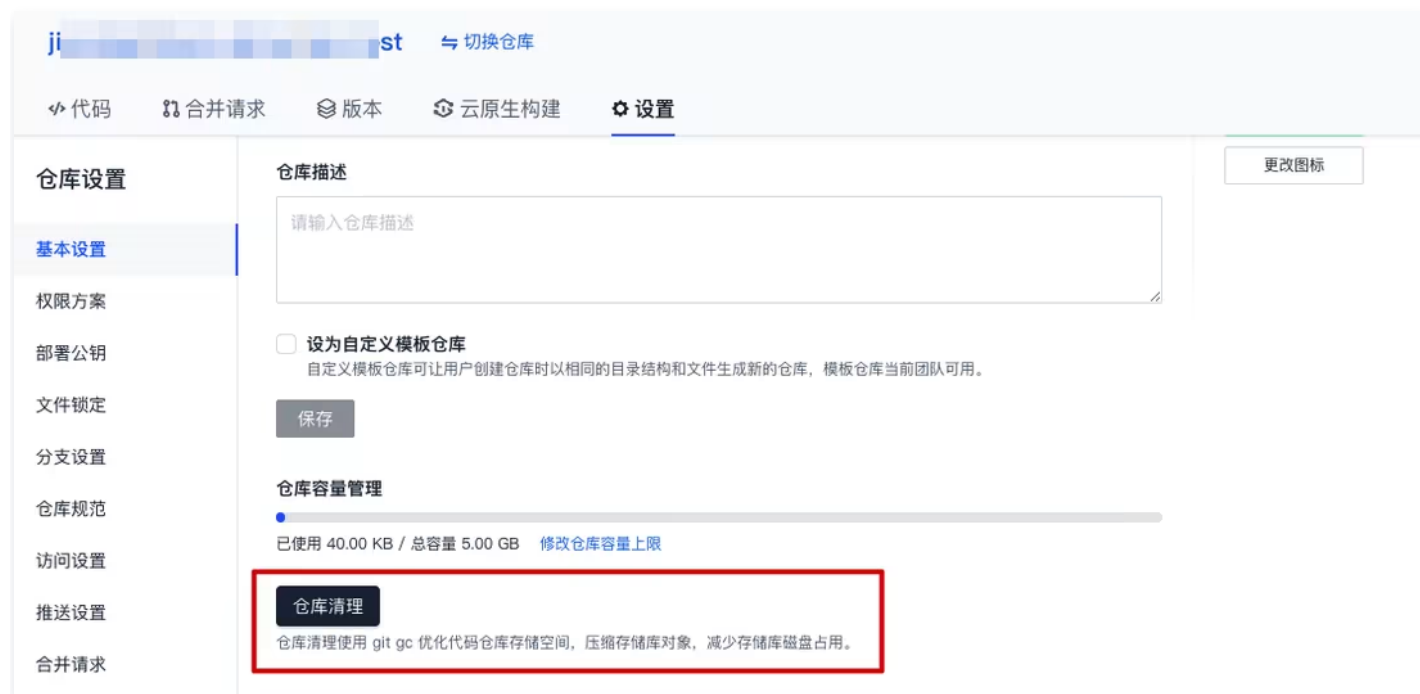 切换仓库
代码 合并请求 版本 云原生构建 设置
仓库设置
基本设置
权限方案
部署公钥
文件锁定
分支设置
仓库规范
访问设置
推送设置
合并请求
仓库描述
请输入仓库描述
设为自定义模板仓库
自定义模板仓库可让用户创建仓库时以相同的目录结构和文件生成新的仓库，模板仓库当前团队可用。
保存
仓库容量管理
已使用 40.00 KB / 总容量 5.00 GB 修改仓库容量上限
仓库清理
仓库清理使用 git gc 优化代码仓库存储空间，压缩存储库对象，减少存储库磁盘占用。
更改图标